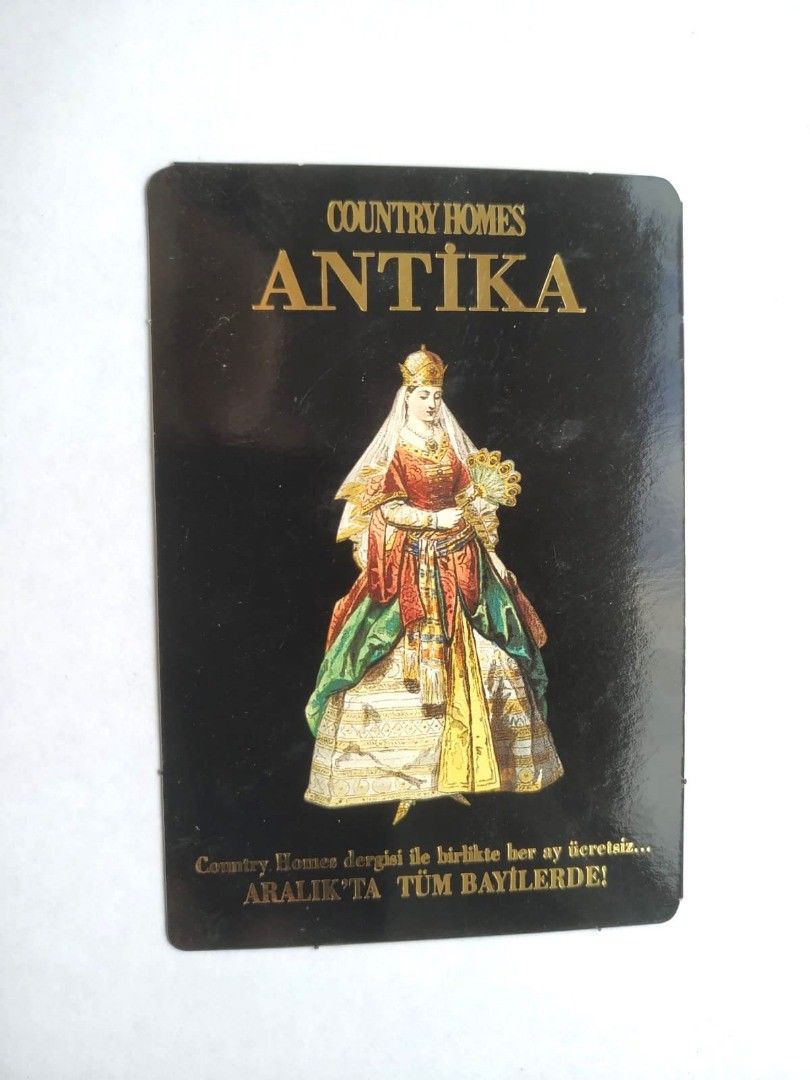 COUNTRY HOMES
ANTİKA
Country Homes dergisi ile birlikte her ay ücretsiz...
ARALIK'TA TÜM BAYİLERDE!